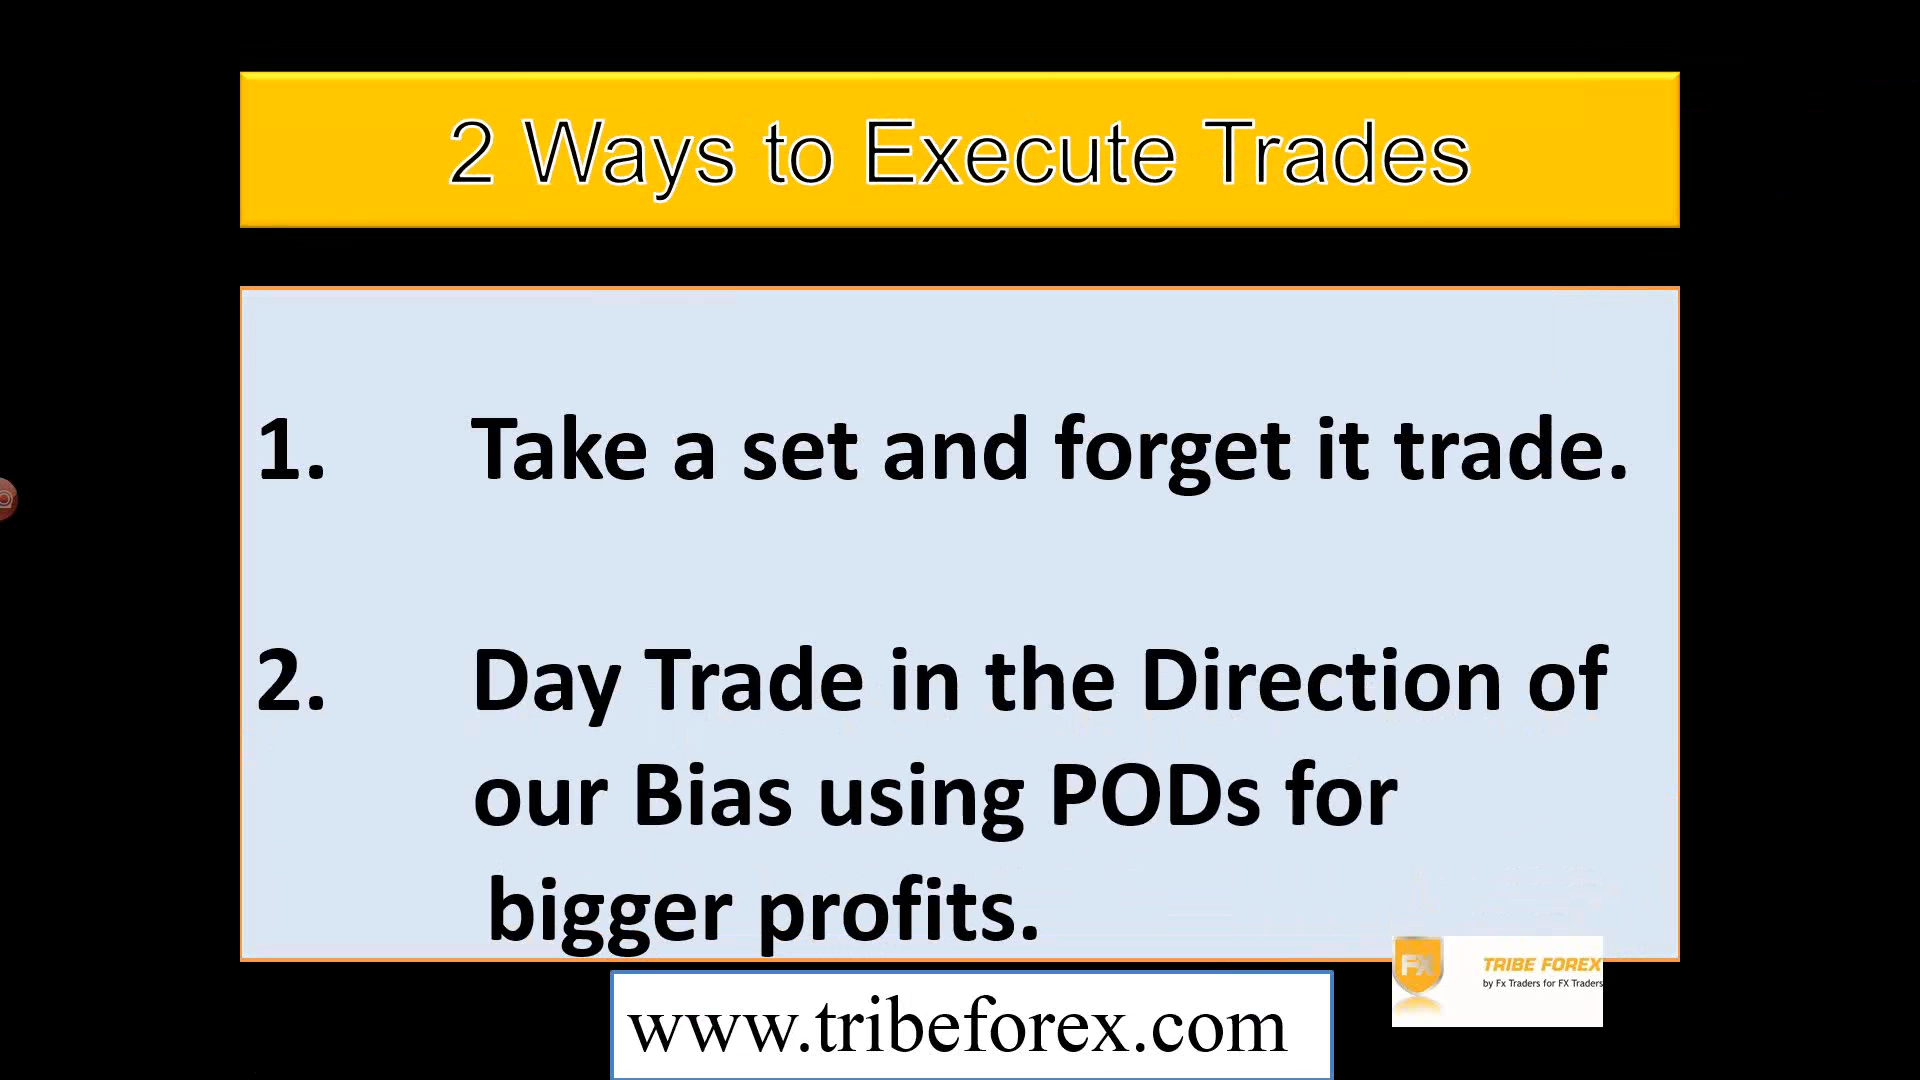 2 Ways to Execute Trades
1. Take a set and forget it trade.
2. Day Trade in the Direction of
our Bias using PODs for
bigger profits.
FX
TRIBE FOREX
by Fx Traders for FX Traders
www.tribeforex.com